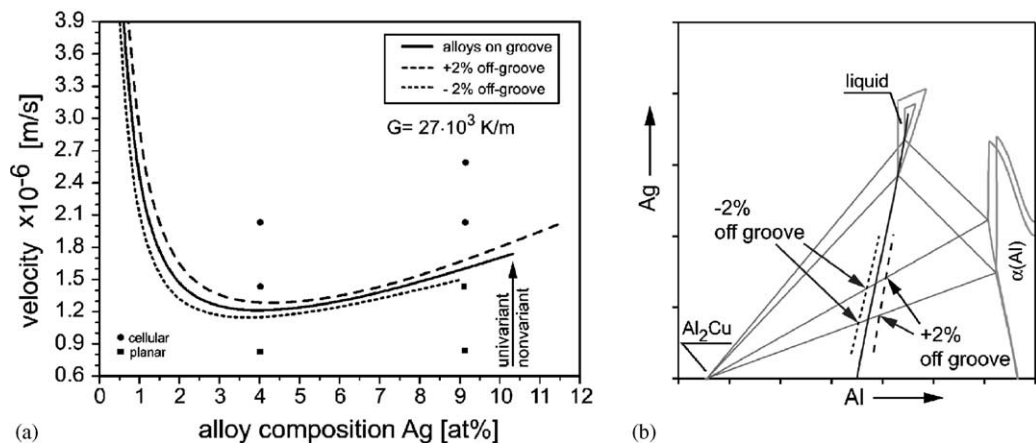 3.9
3.6
3.3
3.0
2.7
2.4
2.1
1.8
1.5
1.2
0.9
0.6
velocity ×10⁻⁶ [m/s]
alloys on groove
+2% off-groove
- 2% off-groove
G= 27·10³ K/m
cellular
planar
univariant
nonvariant
0 1 2 3 4 5 6 7 8 9 10 11 12
alloy composition Ag [at%]
(a)
liquid
Ag
-2%
off groove
α(Al)
Al₂Cu
+2%
off groove
Al
(b)